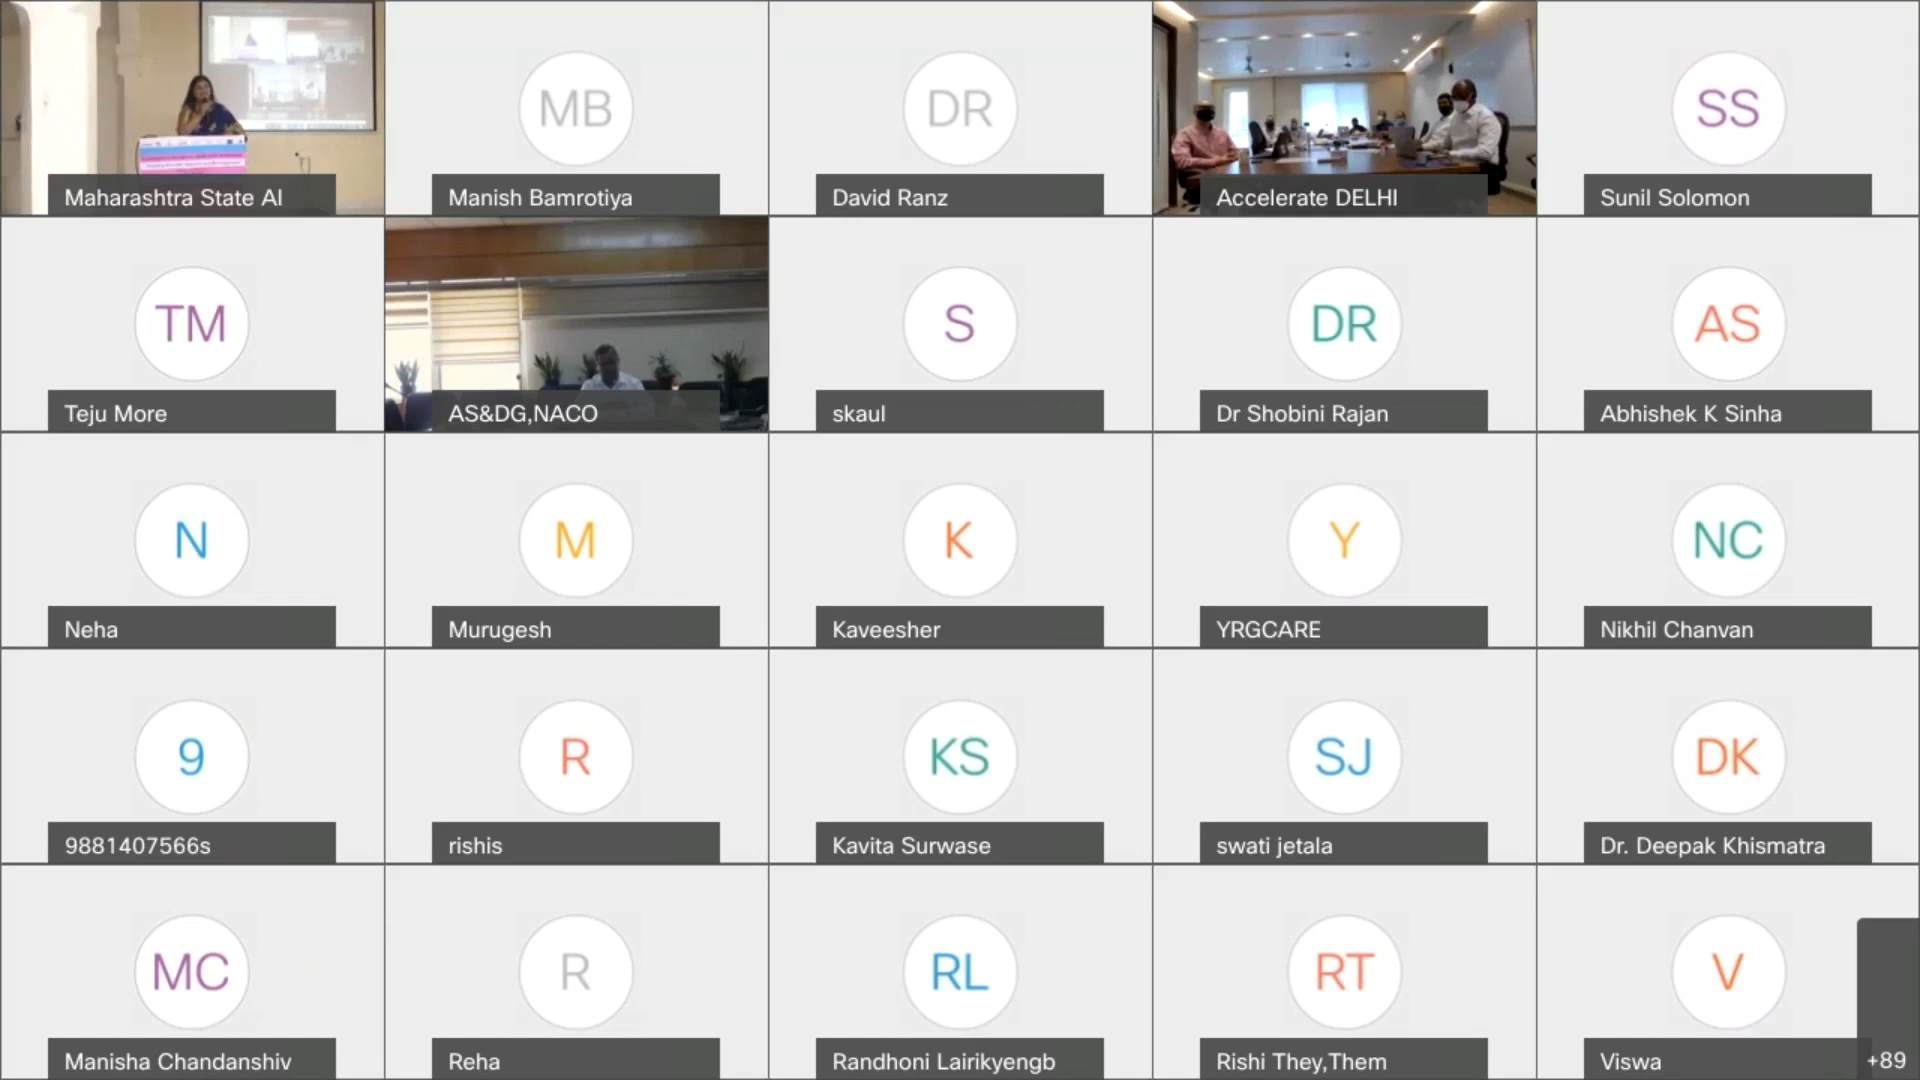 Maharashtra State AI
MB
Manish Bamrotiya
DR
David Ranz
Accelerate DELHI
SS
Sunil Solomon
TM
Teju More
AS&DG,NACO
S
skaul
DR
Dr Shobini Rajan
AS
Abhishek K Sinha
N
Neha
M
Murugesh
K
Kaveesher
Y
YRGCARE
NC
Nikhil Chanvan
9
9881407566s
R
rishis
KS
Kavita Surwase
SJ
swati jetala
DK
Dr. Deepak Khismatra
MC
Manisha Chandanshiv
R
Reha
RL
Randhoni Lairikyengb
RT
Rishi They,Them
V
Viswa
+89